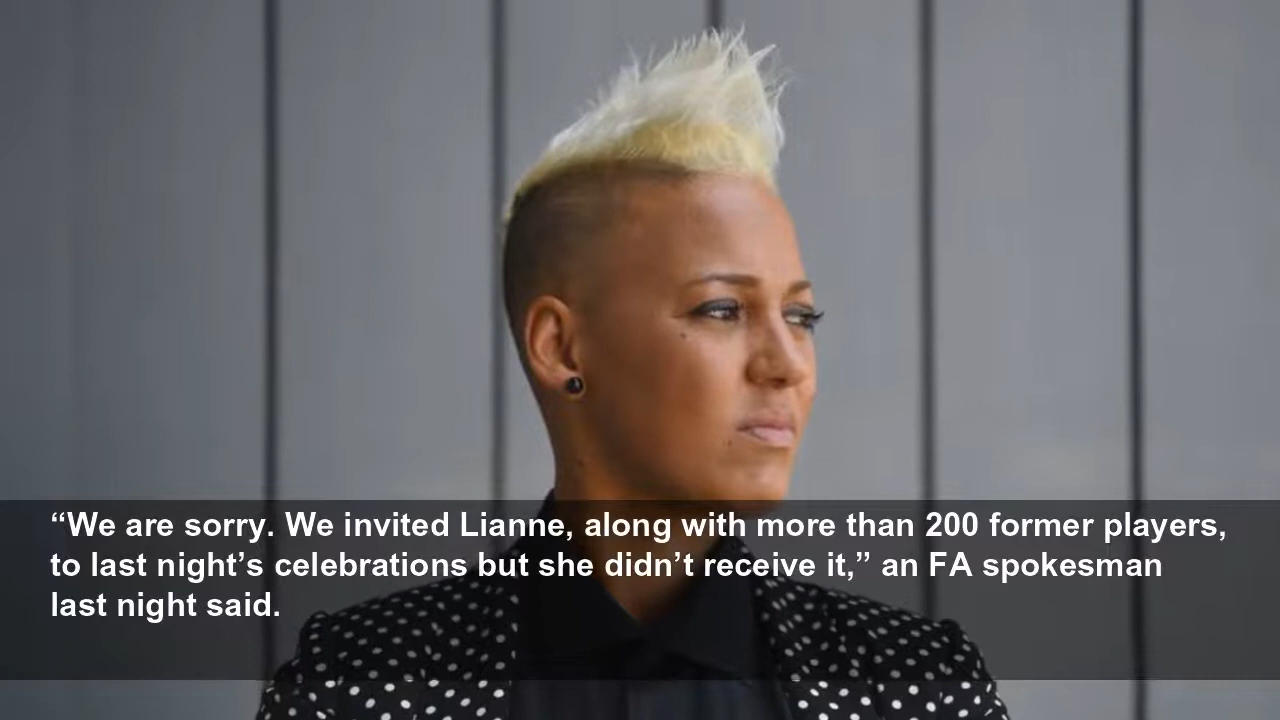 “We are sorry. We invited Lianne, along with more than 200 former players,
to last night’s celebrations but she didn’t receive it,” an FA spokesman
last night said.